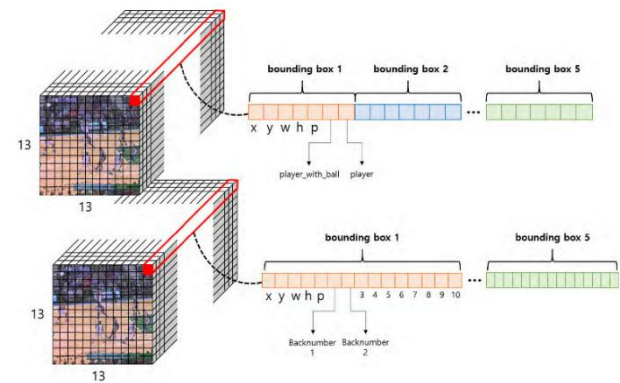 bounding box 1 bounding box 2 bounding box 5
...
x y w h p
13
player_with_ball player
13
bounding box 1 bounding box 5
...
x y w h p 3 4 5 6 7 8 9 10
13
Backnumber 1 Backnumber 2
13